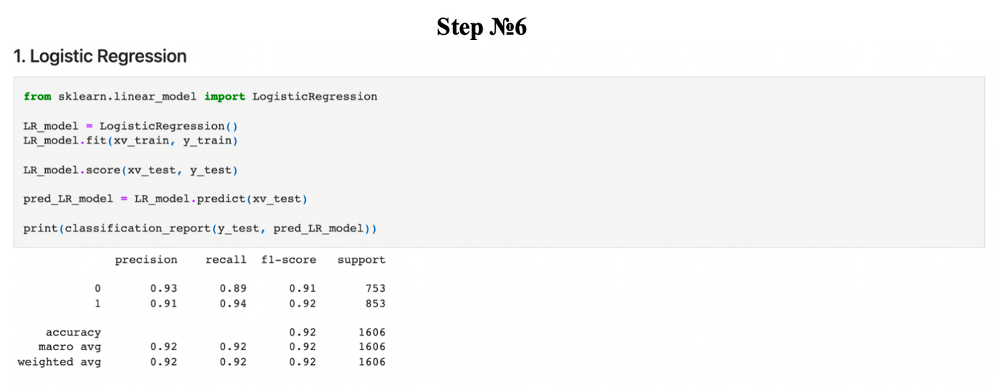 Step №6
1. Logistic Regression
from sklearn.linear_model import LogisticRegression
LR_model = LogisticRegression()
LR_model.fit(xv_train, y_train)
LR_model.score(xv_test, y_test)
pred_LR_model = LR_model.predict(xv_test)
print(classification_report(y_test, pred_LR_model))
precision recall f1-score support
0 0.93 0.89 0.91 753
1 0.91 0.94 0.92 853
accuracy 0.92 1606
macro avg 0.92 0.92 0.92 1606
weighted avg 0.92 0.92 0.92 1606